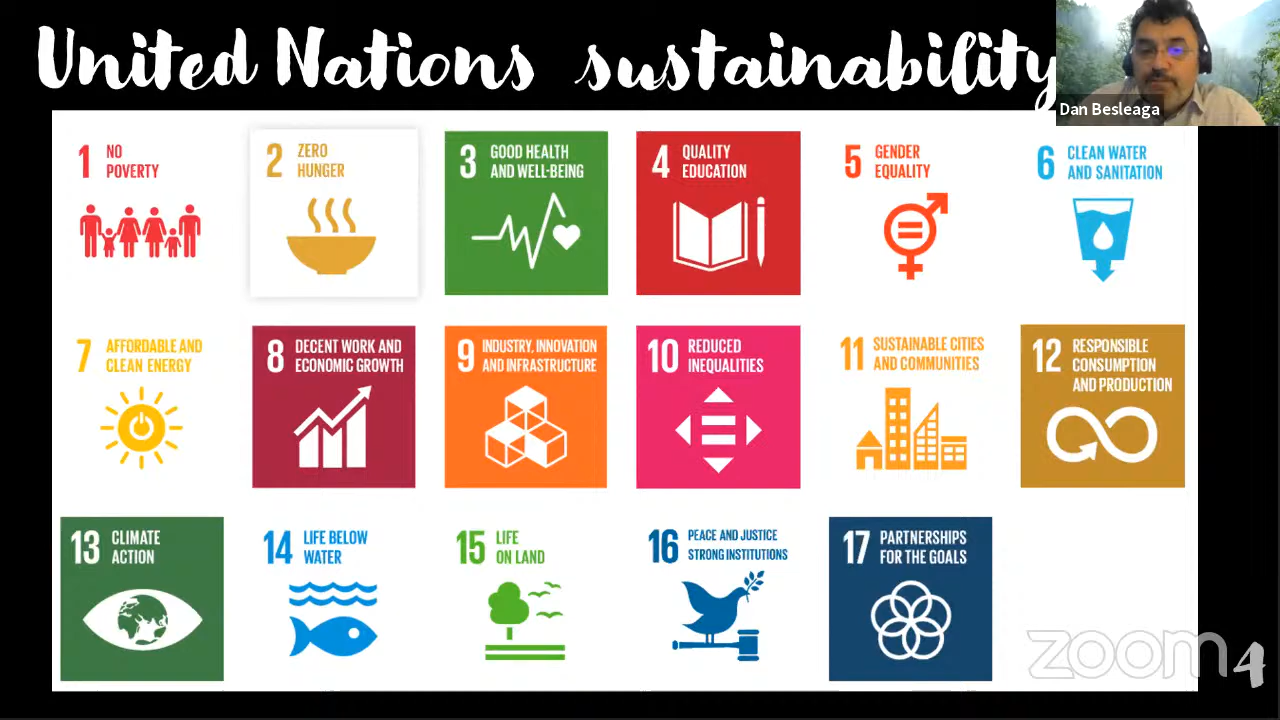 United Nations sustainability
Dan Besleaga
1 NO
POVERTY
2 ZERO
HUNGER
3 GOOD HEALTH
AND WELL-BEING
4 QUALITY
EDUCATION
5 GENDER
EQUALITY
6 CLEAN WATER
AND SANITATION
7 AFFORDABLE AND
CLEAN ENERGY
8 DECENT WORK AND
ECONOMIC GROWTH
9 INDUSTRY, INNOVATION
AND INFRASTRUCTURE
10 REDUCED
INEQUALITIES
11 SUSTAINABLE CITIES
AND COMMUNITIES
12 RESPONSIBLE
CONSUMPTION
AND PRODUCTION
13 CLIMATE
ACTION
14 LIFE BELOW
WATER
15 LIFE
ON LAND
16 PEACE AND JUSTICE
STRONG INSTITUTIONS
17 PARTNERSHIPS
FOR THE GOALS
zoom
4